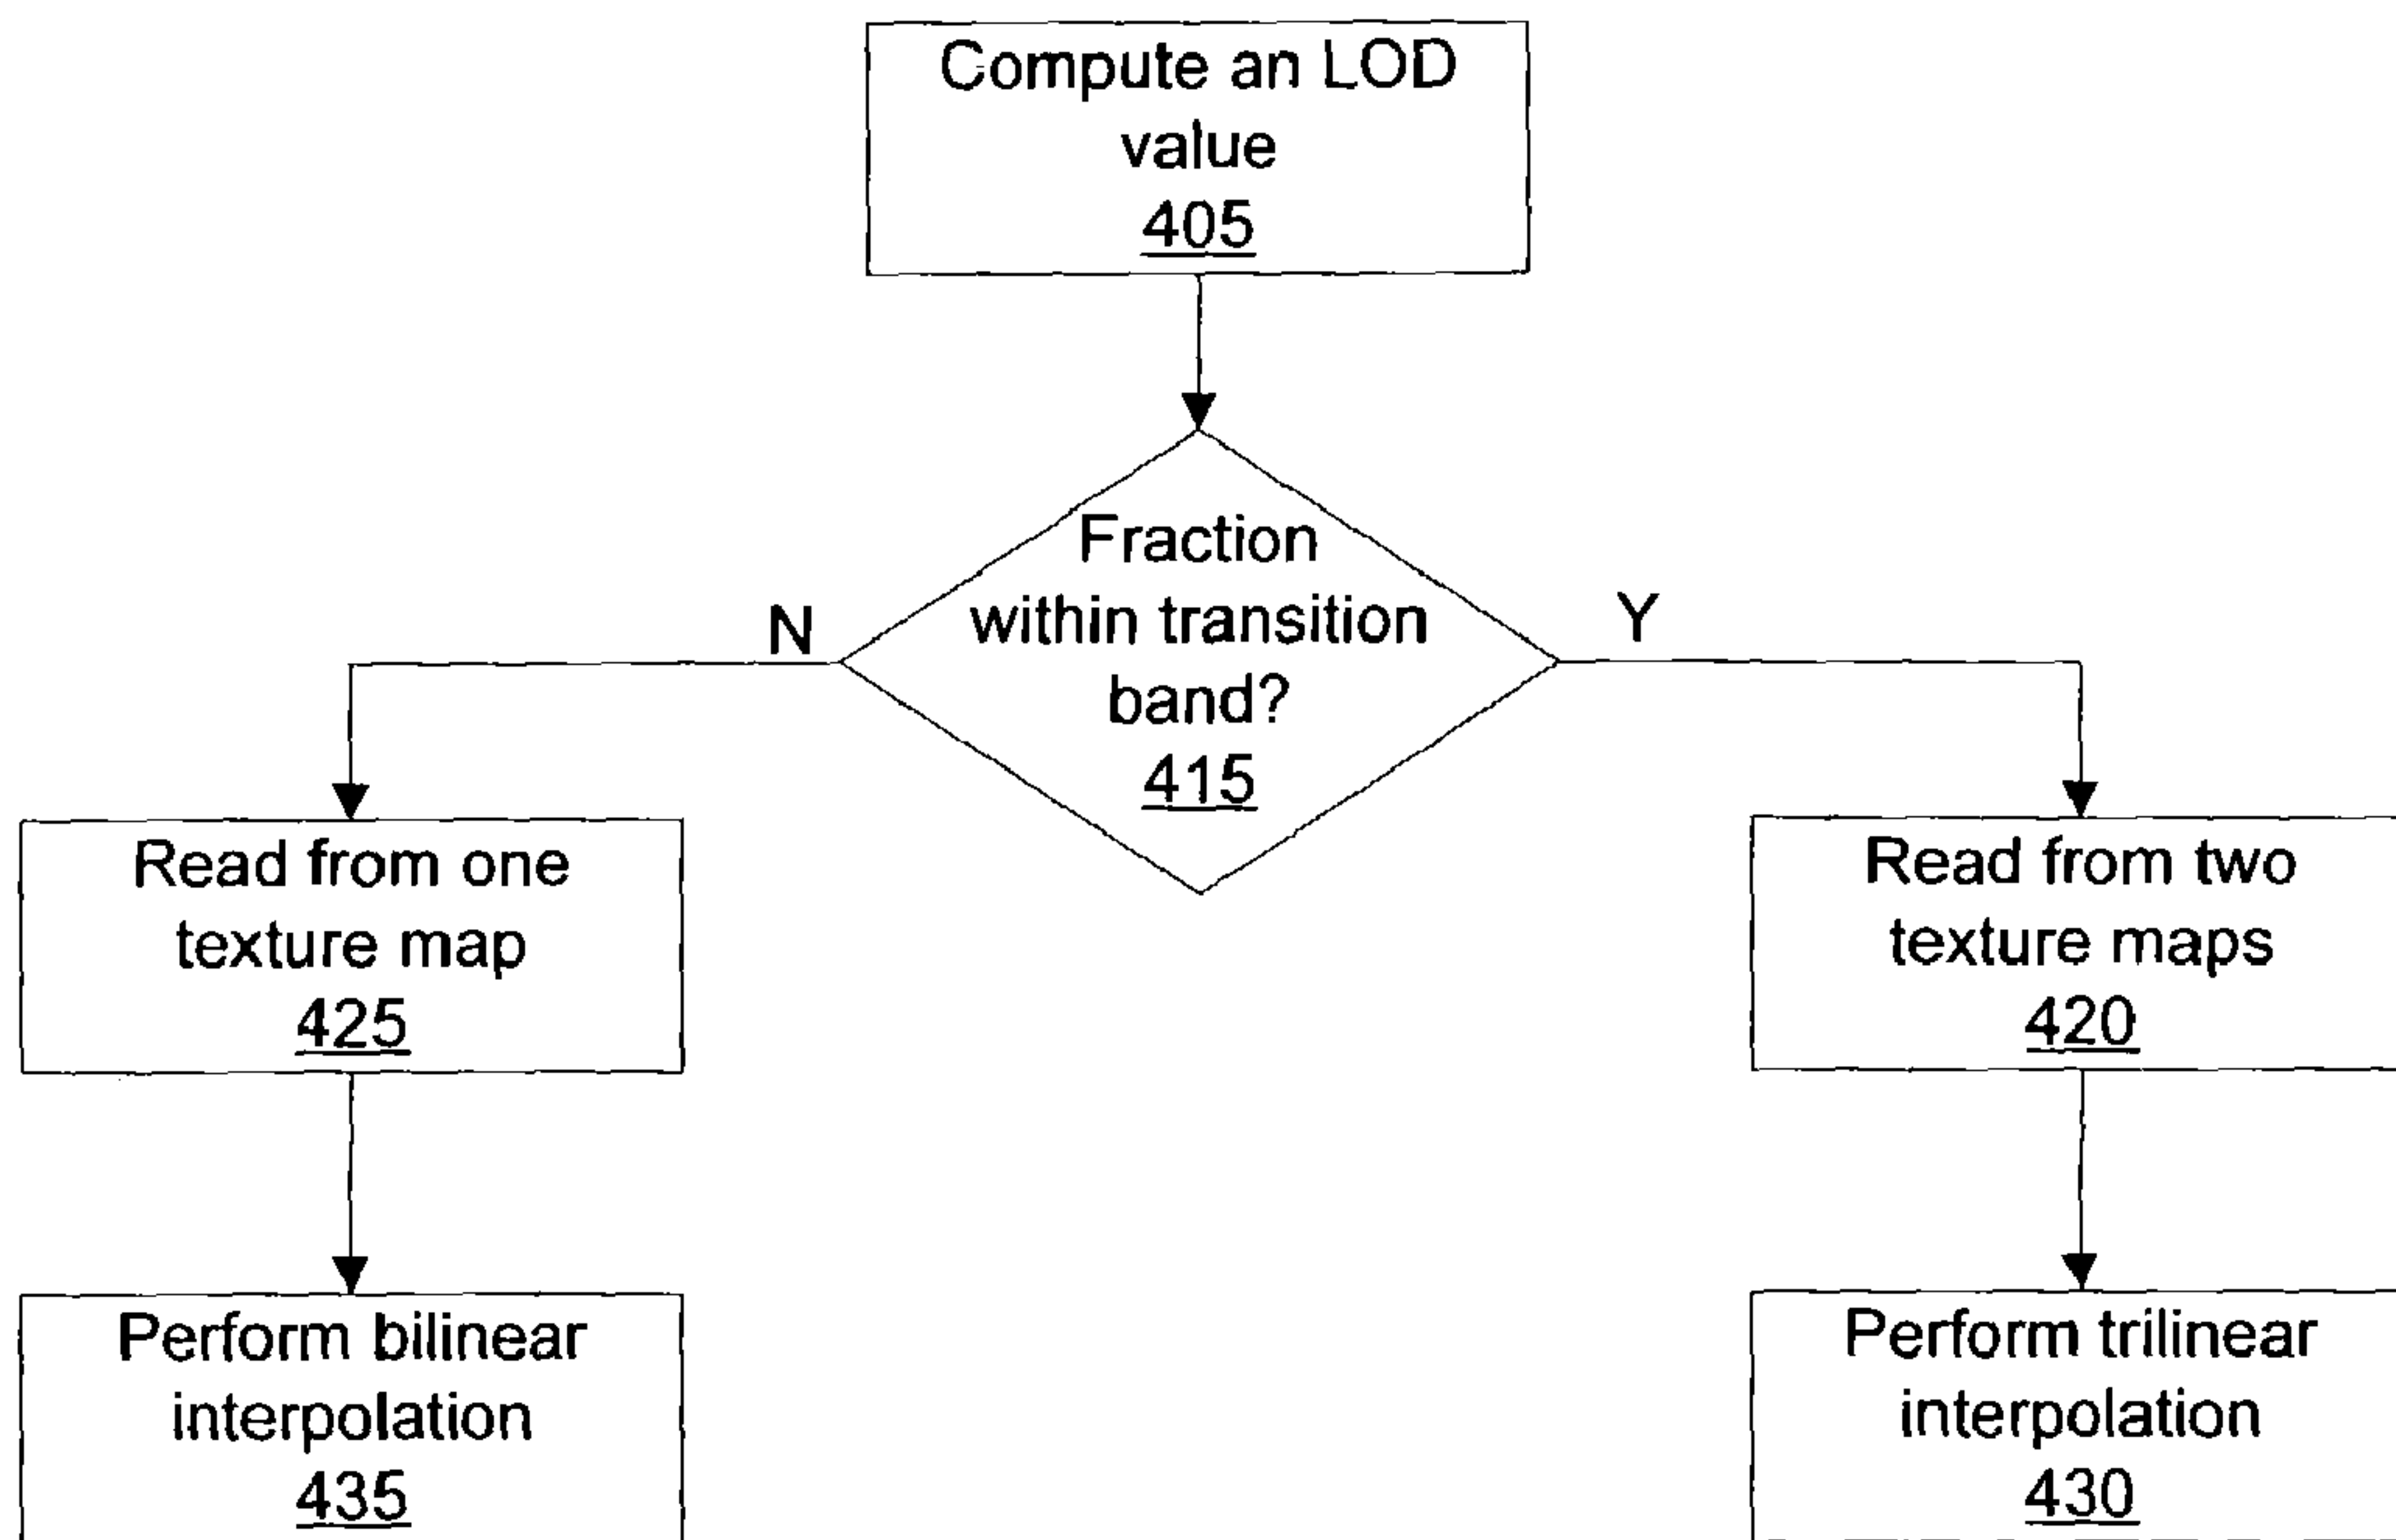 Compute an LOD
value
405
Fraction
within transition
band?
415
N
Y
Read from one
texture map
425
Read from two
texture maps
420
Perform bilinear
interpolation
435
Perform trilinear
interpolation
430